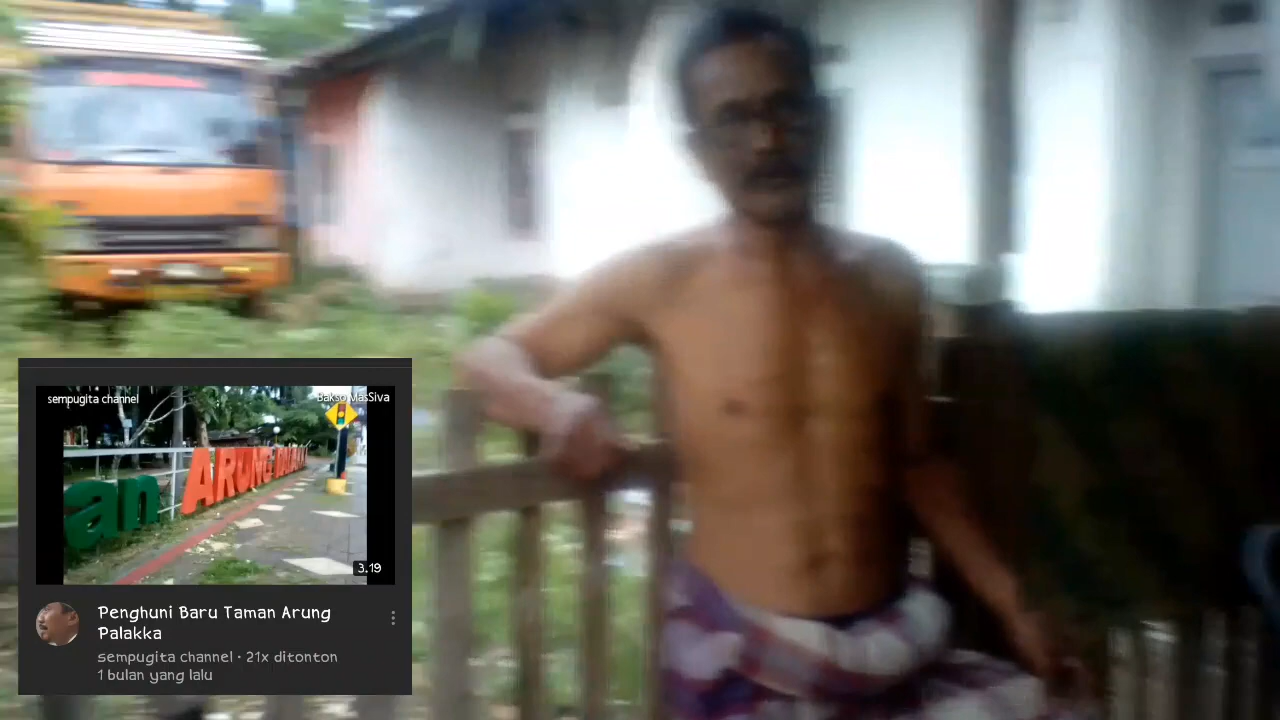 sempugita channel
Bakso MasSiva
an ARUNG PALAKKA
3.19
Penghuni Baru Taman Arung
Palakka
sempugita channel · 21x ditonton
1 bulan yang lalu